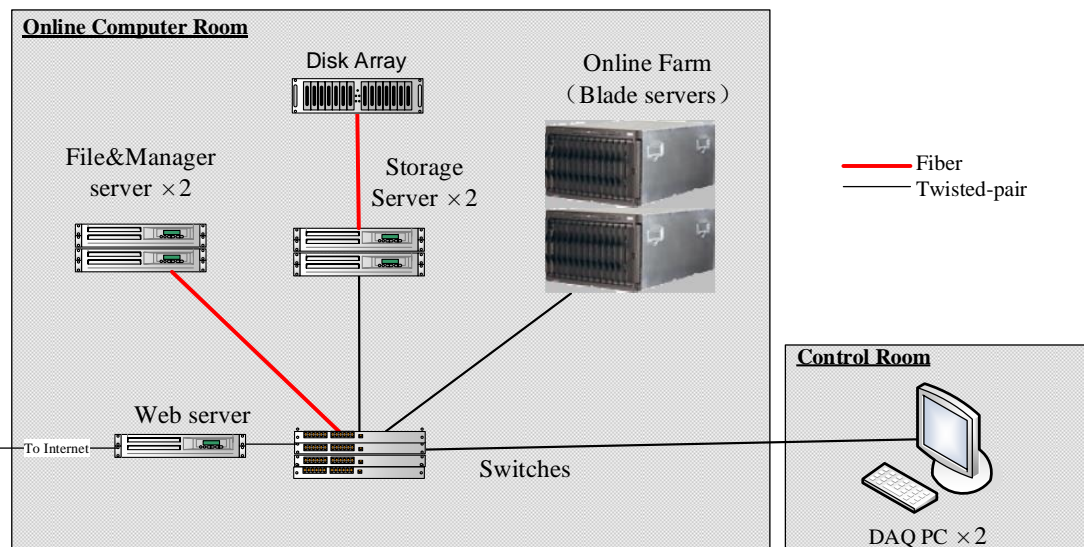 Online Computer Room
Disk Array
Online Farm
（Blade servers）
File&Manager
server ×2
Storage
Server ×2
Fiber
Twisted-pair
Control Room
Web server
To Internet
Switches
DAQ PC ×2